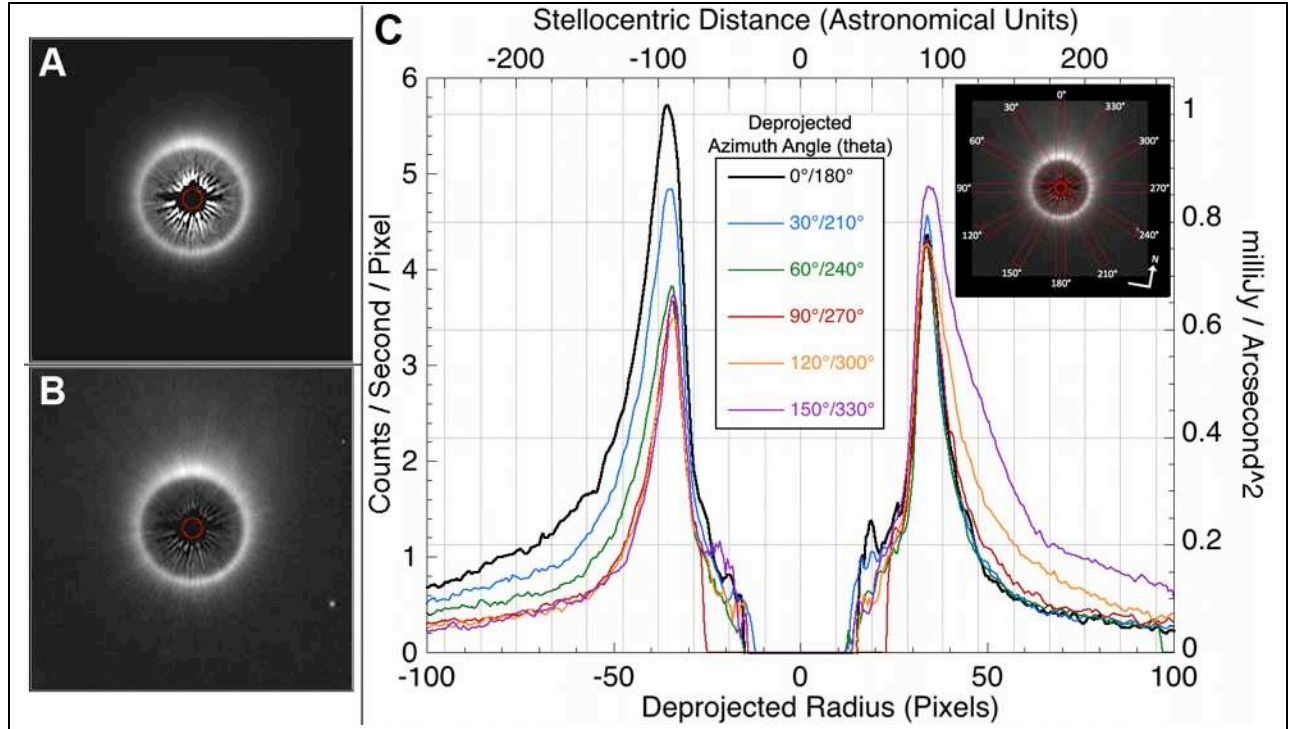 A
B
C
Stellocentric Distance (Astronomical Units)
-200 -100 0 100 200
6
5
4
3
2
1
0
Counts / Second / Pixel
Deprojected
Azimuth Angle (theta)
0°/180°
30°/210°
60°/240°
90°/270°
120°/300°
150°/330°
0°
30°
330°
60°
300°
90°
270°
120°
240°
150°
210°
180°
N
1
0.8
0.6
0.4
0.2
0
milliJy / Arcsecond^2
-100 -50 0 50 100
Deprojected Radius (Pixels)